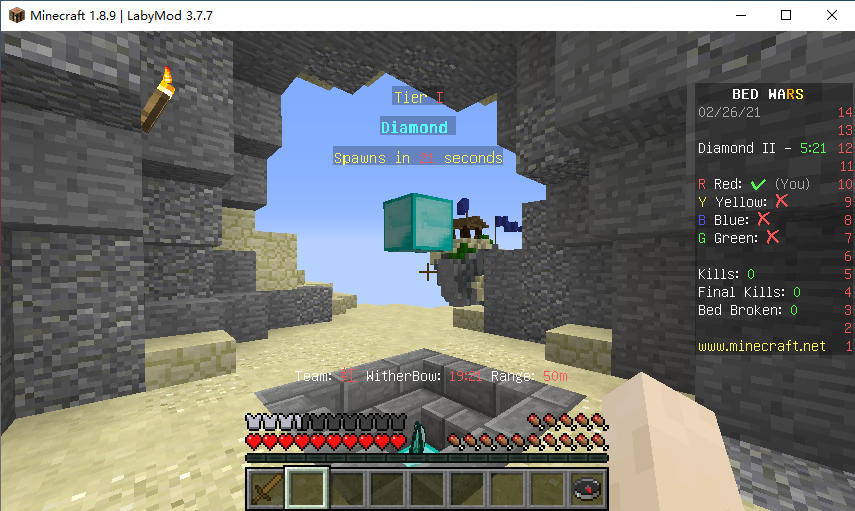 Minecraft 1.8.9 | LabyMod 3.7.7
Tier I
Diamond
Spawns in 21 seconds
BED WARS
02/26/21 14
13
Diamond II - 5:21 12
11
R Red: ✓ (You) 10
Y Yellow: ✗ 9
B Blue: ✗ 8
G Green: ✗ 7
6
Kills: 0 5
Final Kills: 0 4
Bed Broken: 0 3
2
www.minecraft.net 1
Team: WitherBow: 19:21 Range: 50m